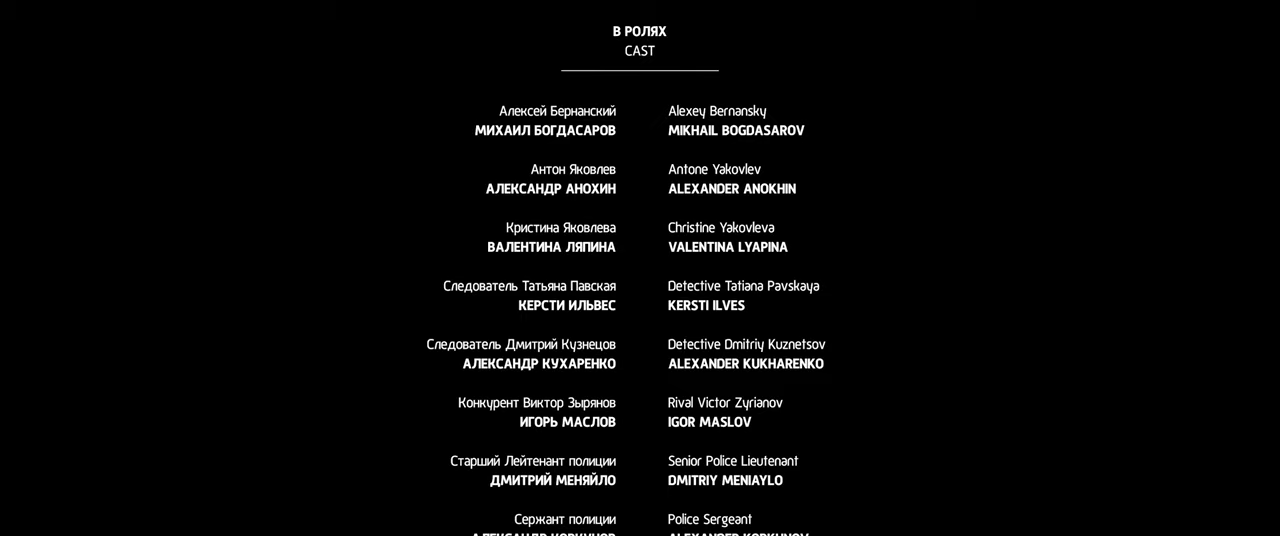 В РОЛЯХ
CAST
Алексей Бернанский Alexey Bernansky
МИХАИЛ БОГДАСАРОВ MIKHAIL BOGDASAROV
Антон Яковлев Antone Yakovlev
АЛЕКСАНДР АНОХИН ALEXANDER ANOKHIN
Кристина Яковлева Christine Yakovleva
ВАЛЕНТИНА ЛЯПИНА VALENTINA LYAPINA
Следователь Татьяна Павская Detective Tatiana Pavskaya
КЕРСТИ ИЛЬВЕС KERSTI ILVES
Следователь Дмитрий Кузнецов Detective Dmitriy Kuznetsov
АЛЕКСАНДР КУХАРЕНКО ALEXANDER KUKHARENKO
Конкурент Виктор Зырянов Rival Victor Zyrianov
ИГОРЬ МАСЛОВ IGOR MASLOV
Старший Лейтенант полиции Senior Police Lieutenant
ДМИТРИЙ МЕНЯЙЛО DMITRIY MENIAYLO
Сержант полиции Police Sergeant
АЛЕКСАНДР ALEXANDER